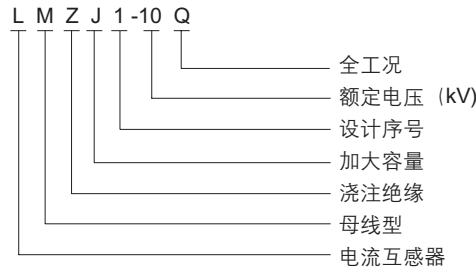 L M Z J 1 -10 Q
全工况
额定电压 (kV)
设计序号
加大容量
浇注绝缘
母线型
电流互感器